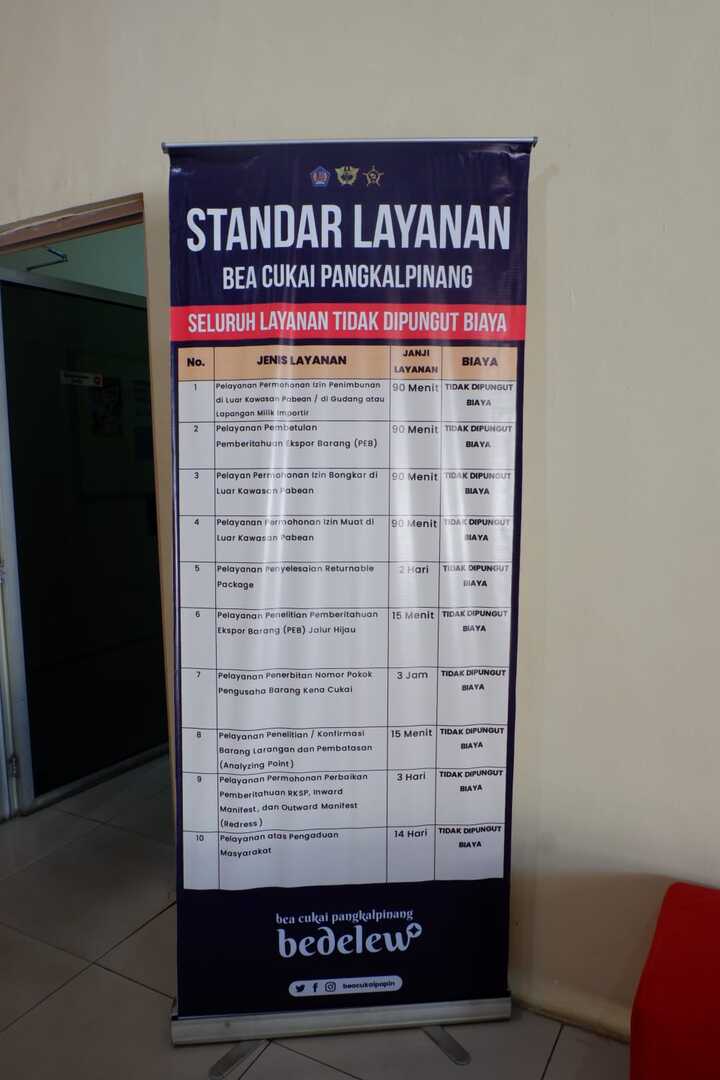 STANDAR LAYANAN
BEA CUKAI PANGKALPINANG
SELURUH LAYANAN TIDAK DIPUNGUT BIAYA
No. JENIS LAYANAN JANJI LAYANAN BIAYA
1 Pelayanan Permohonan Izin Penimbunan 90 Menit TIDAK DIPUNGUT
di Luar Kawasan Pabean / di Gudang atau BIAYA
Lapangan Milik Importir
2 Pelayanan Pembetulan 90 Menit TIDAK DIPUNGUT
Pemberitahuan Ekspor Barang (PEB) BIAYA
3 Pelayan Permohonan Izin Bongkar di 90 Menit TIDAK DIPUNGUT
Luar Kawasan Pabean BIAYA
4 Pelayanan Permohonan Izin Muat di 90 Menit TIDAK DIPUNGUT
Luar Kawasan Pabean BIAYA
5 Pelayanan Penyelesaian Returnable 2 Hari TIDAK DIPUNGUT
Package BIAYA
6 Pelayanan Penelitian Pemberitahuan 15 Menit TIDAK DIPUNGUT
Ekspor Barang (PEB) Jalur Hijau BIAYA
7 Pelayanan Penerbitan Nomor Pokok 3 Jam TIDAK DIPUNGUT
Pengusaha Barang Kena Cukai BIAYA
8 Pelayanan Penelitian / Konfirmasi 15 Menit TIDAK DIPUNGUT
Barang Larangan dan Pembatasan BIAYA
(Analyzing Point)
9 Pelayanan Permohonan Perbaikan 3 Hari TIDAK DIPUNGUT
Pemberitahuan RKSP, Inward BIAYA
Manifest, dan Outward Manifest
(Redress)
10 Pelayanan atas Pengaduan 14 Hari TIDAK DIPUNGUT
Masyarakat BIAYA
bea cukai pangkalpinang
bedelew
beacukaipapin